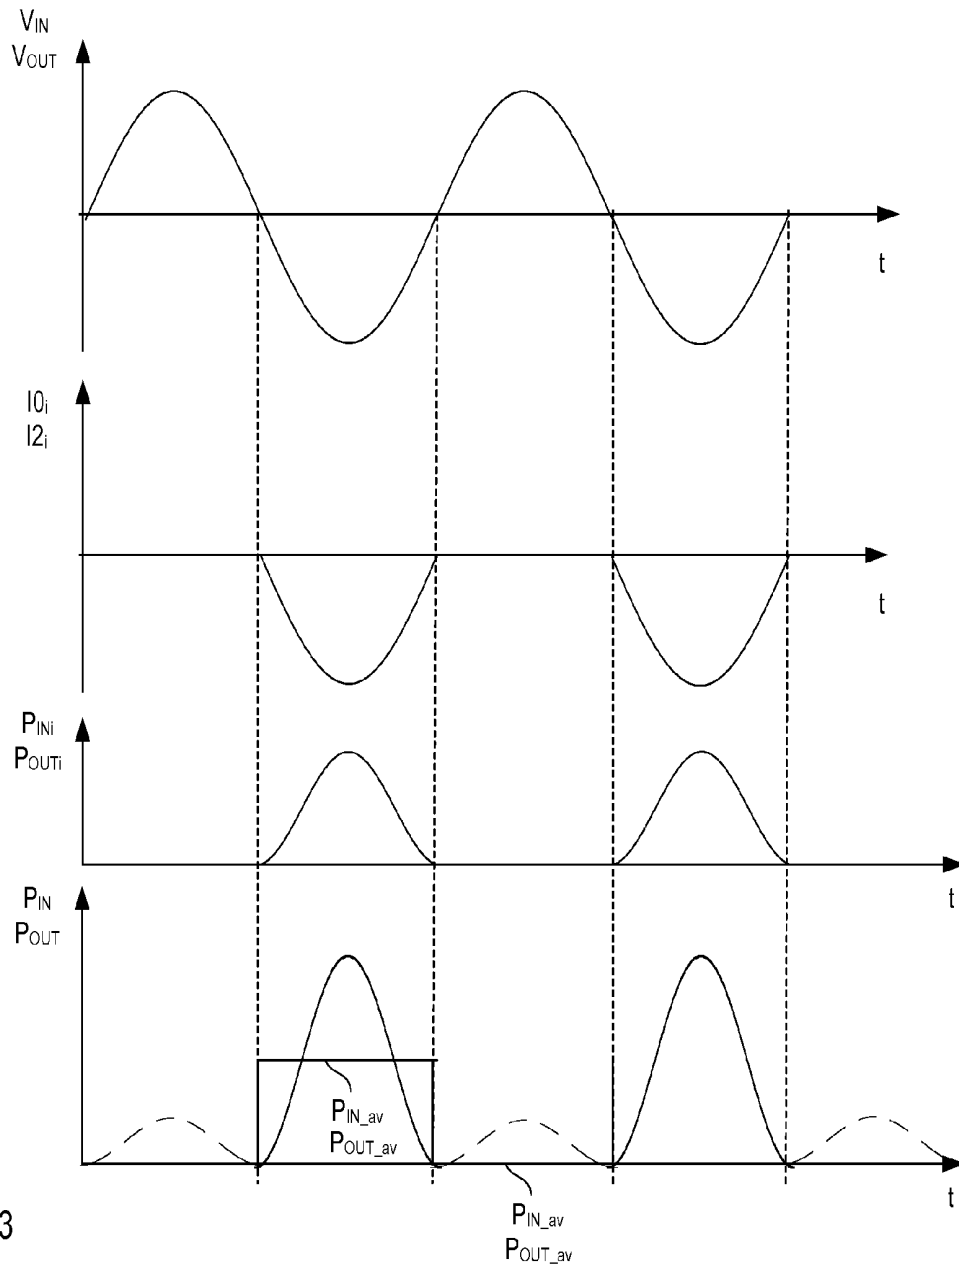 VIN
VOUT
t
I0i
I2i
t
PINi
POUTi
t
PIN
POUT
PIN_av
POUT_av
t
PIN_av
POUT_av
3